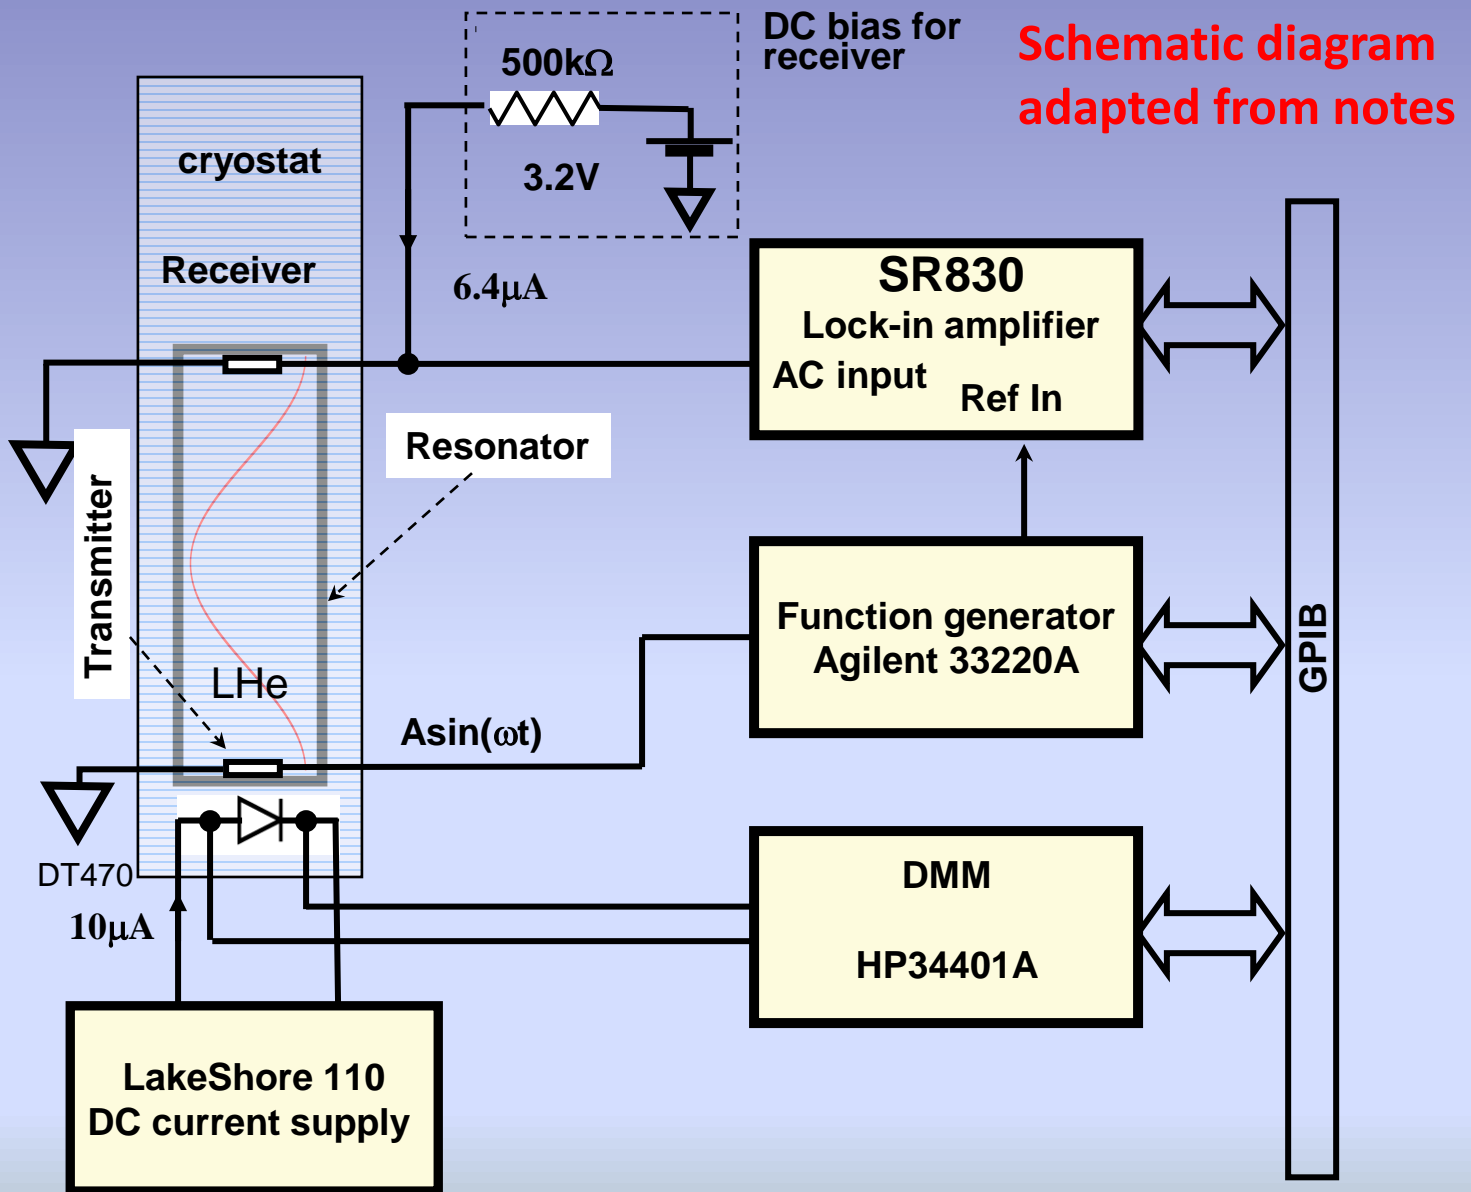 DC bias for
receiver
Schematic diagram
adapted from notes
500kΩ
3.2V
cryostat
Receiver
6.4μA
SR830
Lock-in amplifier
AC input
Ref In
Resonator
Transmitter
LHe
Asin(ωt)
Function generator
Agilent 33220A
GPIB
DT470
10μA
DMM
HP34401A
LakeShore 110
DC current supply